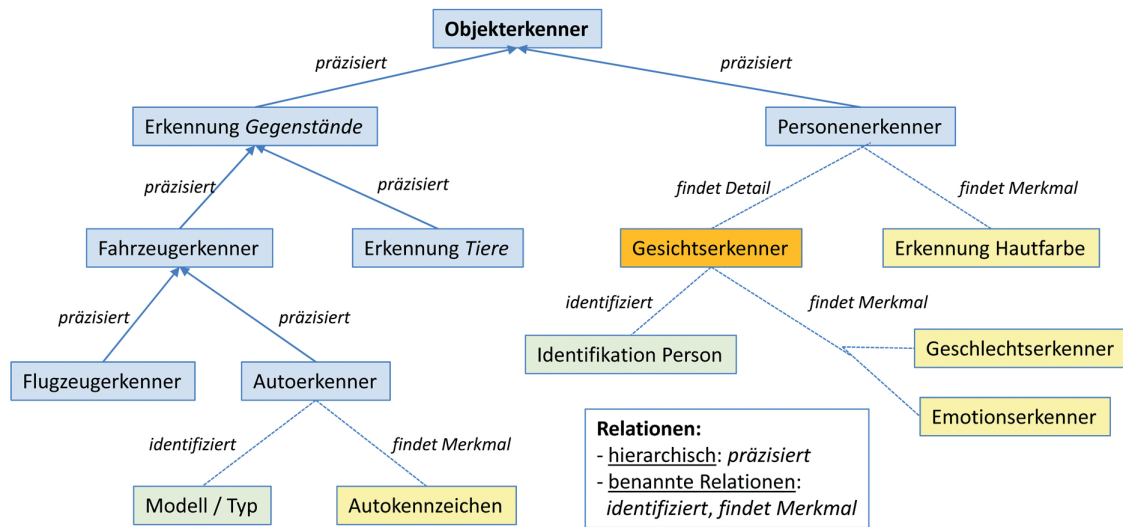 Objekterkenner
präzisiert
präzisiert
Erkennung Gegenstände
Personenerkenner
präzisiert
präzisiert
findet Detail
findet Merkmal
Fahrzeugerkenner
Erkennung Tiere
Gesichtserkenner
Erkennung Hautfarbe
präzisiert
präzisiert
identifiziert
findet Merkmal
Flugzeugerkenner
Autoerkenner
Identifikation Person
Geschlechtserkenner
Emotionserkenner
identifiziert
findet Merkmal
Modell / Typ
Autokennzeichen
Relationen:
- hierarchisch: präzisiert
- benannte Relationen:
identifiziert, findet Merkmal